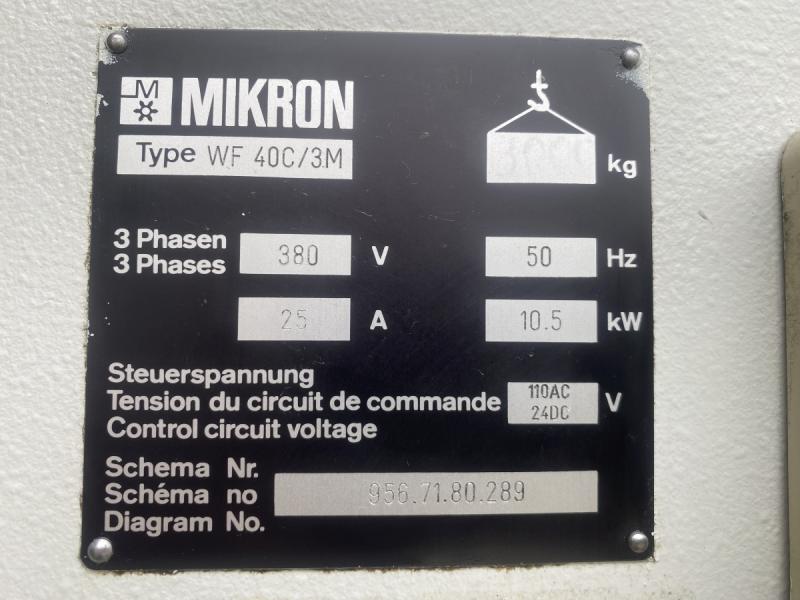 M MIKRON
Type WF 40C/3M
kg
3 Phasen
3 Phases 380 V 50 Hz
25 A 10.5 kW
Steuerspannung
Tension du circuit de commande 110AC V
Control circuit voltage 24DC
Schema Nr.
Schéma no 956.71.80.289
Diagram No.